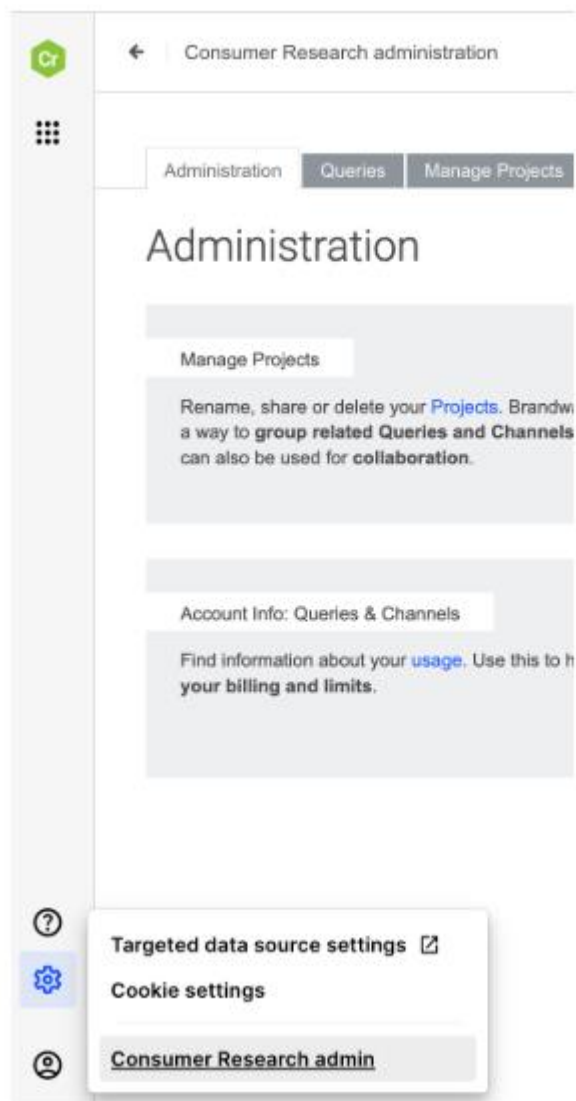 Cr
Consumer Research administration
Administration
Queries
Manage Projects
Administration
Manage Projects
Rename, share or delete your Projects. Brandwa
a way to group related Queries and Channels
can also be used for collaboration.
Account Info: Queries & Channels
Find information about your usage. Use this to h
your billing and limits.
Targeted data source settings
Cookie settings
Consumer Research admin